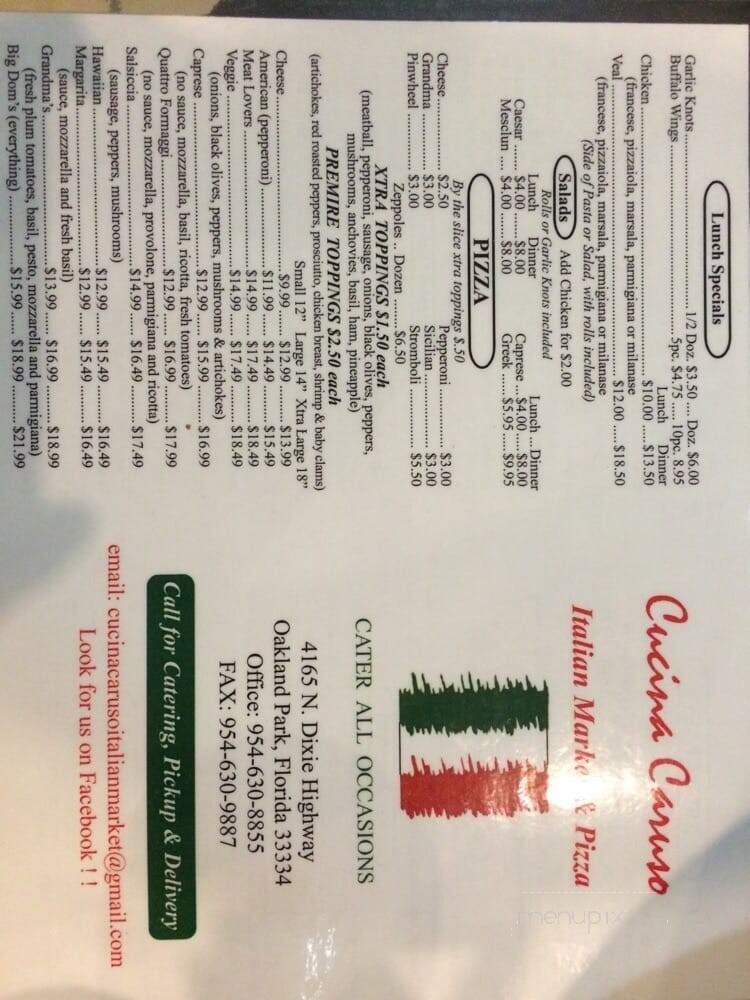 Lunch Specials
Garlic Knots..........1/2 Doz. $3.50 .... Doz. $6.00
Buffalo Wings ..........5pc. $4.75 ..... 10pc. 8.95
Lunch Dinner
Chicken..........$10.00 ......$13.50
(francese, pizzaiola, marsala, parmigiana or milanase
Veal ..........$12.00 ......$18.50
(francese, pizzaiola, marsala, parmigiana or milanase
(Side of Pasta or Salad, with rolls included)
Salads Add Chicken for $2.00
Rolls or Garlic Knots included
Lunch Dinner Lunch ... Dinner
Caesar ...... $4.00 ........$8.00 Caprese ... $4.00 ......$8.00
Mesclun .... $4.00 ........$8.00 Greek ...... $5.95 ......$9.95
PIZZA
By the slice xtra toppings $.50
Cheese..........$2.50 Pepperoni..........$3.00
Grandma..........$3.00 Sicilian..........$3.00
Pinwheel..........$3.00 Stromboli..........$5.50
Zeppoles .. Dozen ........$6.50
XTRA TOPPINGS $1.50 each
(meatball, pepperoni, sausage, onions, black olives, peppers,
mushrooms, anchovies, basil, ham, pineapple)
PREMIRE TOPPINGS $2.50 each
(artichokes, red roasted peppers, prosciuto, chicken breast, shrimp & baby clams)
Small 12" Large 14" Xtra Large 18"
Cheese..........$9.99 ...... $12.99 ........$13.99
American (pepperoni)..........$11.99 .... $14.49 ........$15.49
Meat Lovers..........$14.99 .... $17.49 ........$18.49
Veggie..........$14.99 .... $17.49 ........$18.49
(onions, black olives, peppers, mushrooms & artichokes)
Caprese..........$12.99 .... $15.99 ........$16.99
(no sauce, mozzarella, basil, ricotta, fresh tomatoes)
Quattro Formaggi..........$12.99 .... $16.99 ........$17.99
(no sauce, mozzarella, provolone, parmigiana and ricotta)
Salsiccia..........$14.99 .... $16.49 ........$17.49
(sausage, peppers, mushrooms)
Hawaiian..........$12.99 .... $15.49 ........$16.49
Margarita..........$12.99 .... $15.49 ........$16.49
(sauce, mozzarella and fresh basil)
Grandma's..........$13.99 .... $16.99 ........$18.99
(fresh plum tomatoes, basil, pesto, mozzarella and parmigiana)
Big Dom's (everything)..........$15.99 ...... $18.99 ......$21.99
Cucina Caruso
Italian Marke & Pizza
CATER ALL OCCASIONS
4165 N. Dixie Highway
Oakland Park, Florida 33334
Office: 954-630-8855
FAX: 954-630-9887
Call for Catering, Pickup & Delivery
email: cucinacarusoitalianmarket@gmail.com
Look for us on Facebook ! !
menupix